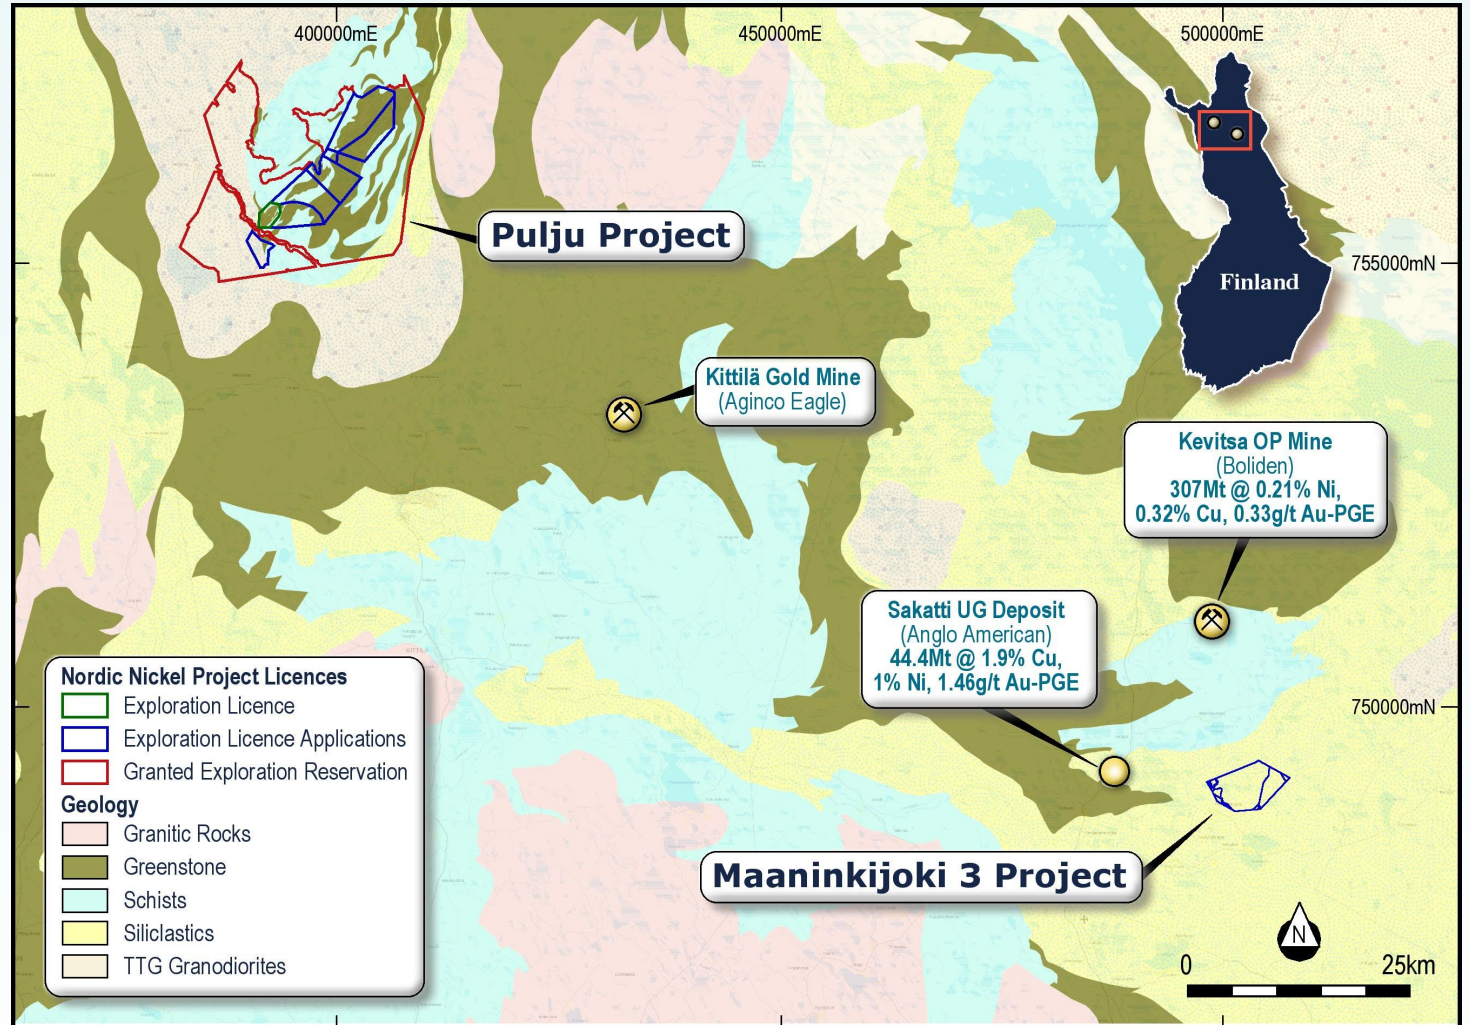 400000mE
450000mE
500000mE
755000mN
750000mN
Finland
Pulju Project
Kittilä Gold Mine
(Aginco Eagle)
Kevitsa OP Mine
(Boliden)
307Mt @ 0.21% Ni,
0.32% Cu, 0.33g/t Au-PGE
Sakatti UG Deposit
(Anglo American)
44.4Mt @ 1.9% Cu,
1% Ni, 1.46g/t Au-PGE
Maaninkijoki 3 Project
KITTILÄ
Nordic Nickel Project Licences
Exploration Licence
Exploration Licence Applications
Granted Exploration Reservation
Geology
Granitic Rocks
Greenstone
Schists
Siliclastics
TTG Granodiorites
N
0
25km